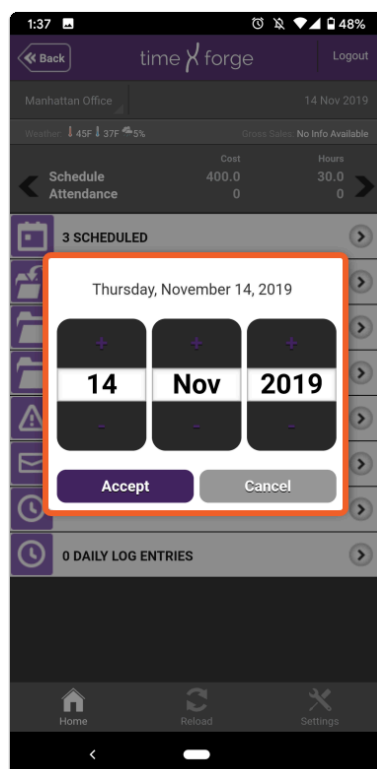 1:37
48%
Back
time forge
Logout
Manhattan Office
14 Nov 2019
Weather: 45F 37F 5%
Gross Sales: No Info Available
Cost Hours
Schedule 400.0 30.0
Attendance 0 0
3 SCHEDULED
Thursday, November 14, 2019
+ + +
14 Nov 2019
- - -
Accept Cancel
0 DAILY LOG ENTRIES
Home Reload Settings